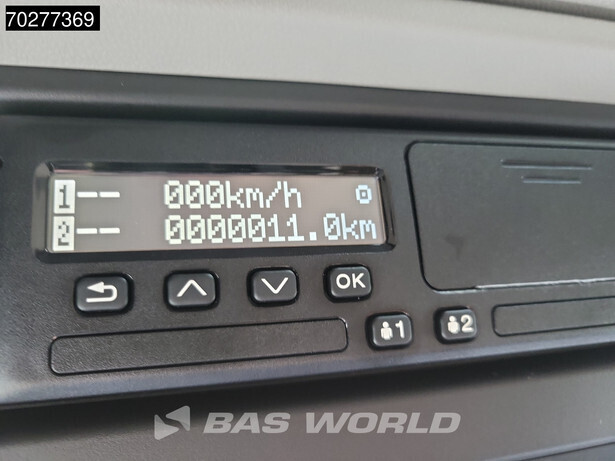 70277369
1 -- 000km/h
2 -- 0000011.0km
OK
1 2
BAS WORLD